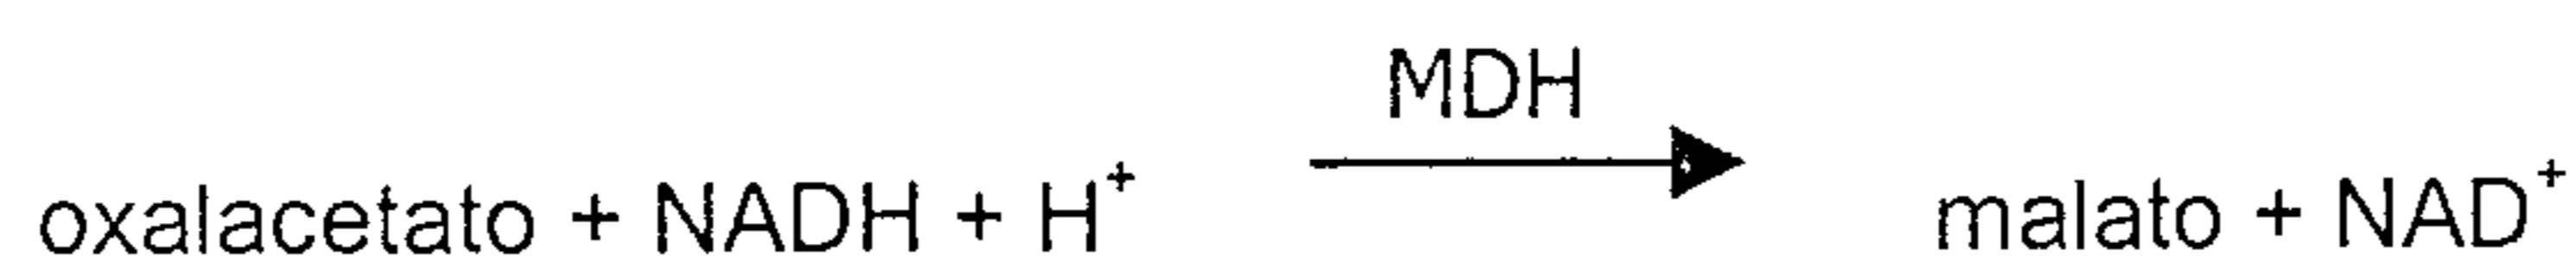 MDH
oxalacetato + NADH + H⁺ malato + NAD⁺